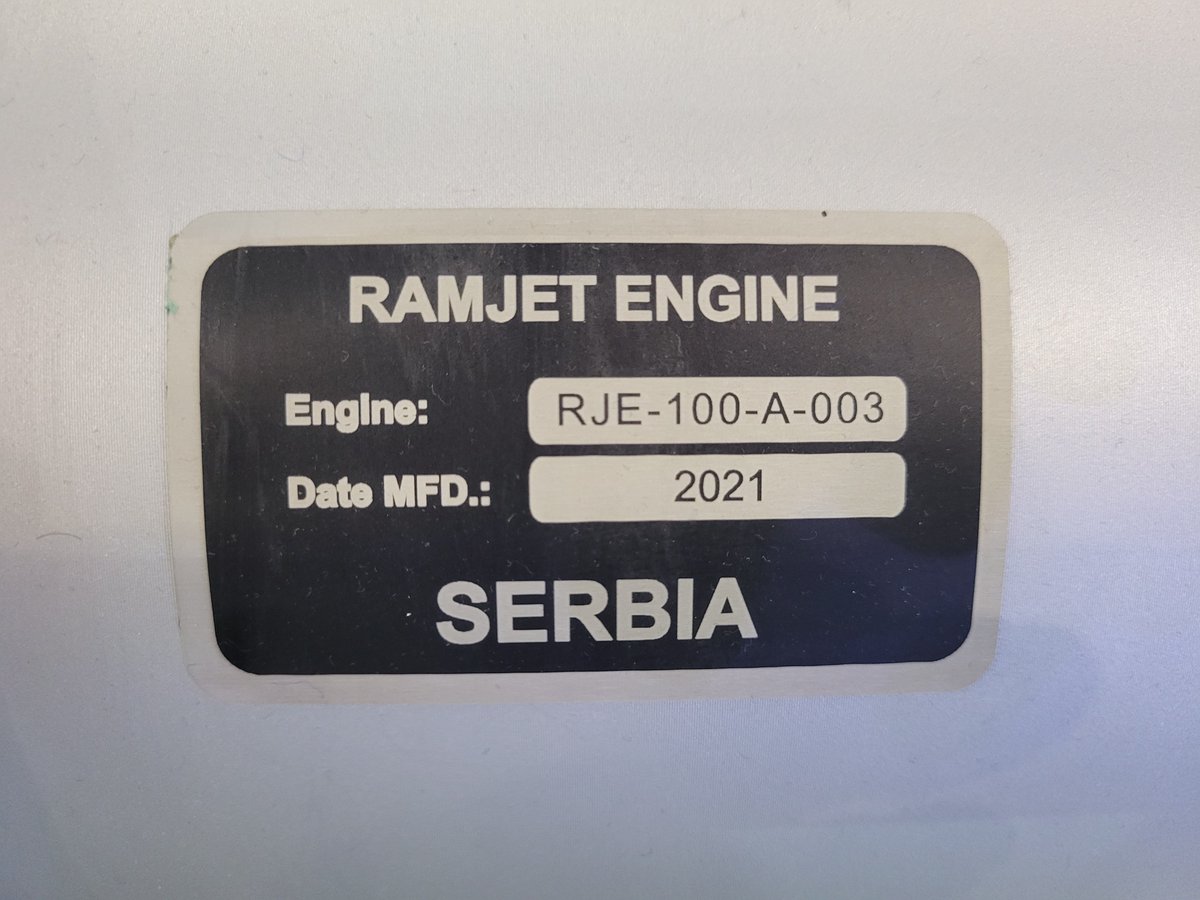 RAMJET ENGINE
Engine: RJE-100-A-003
Date MFD.: 2021
SERBIA